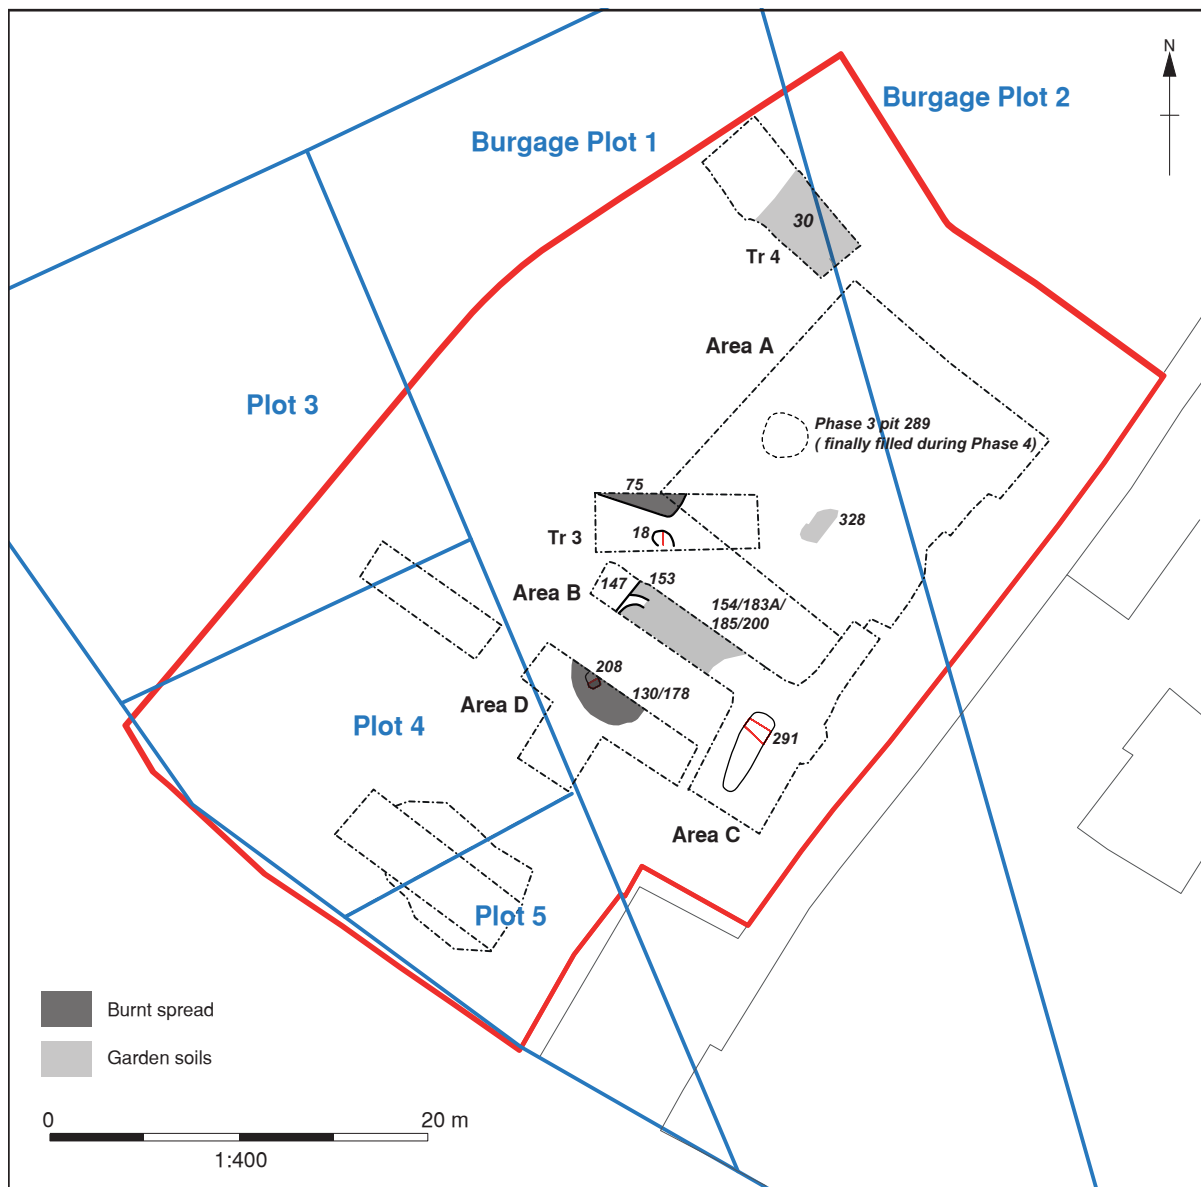 N
Burgage Plot 2
Burgage Plot 1
30
Tr 4
Area A
Plot 3
Phase 3 pit 289
( finally filled during Phase 4)
75
328
18
Tr 3
147
153
Area B
154/183A/
185/200
208
130/178
Area D
Plot 4
291
Area C
Plot 5
Burnt spread
Garden soils
0
20 m
1:400